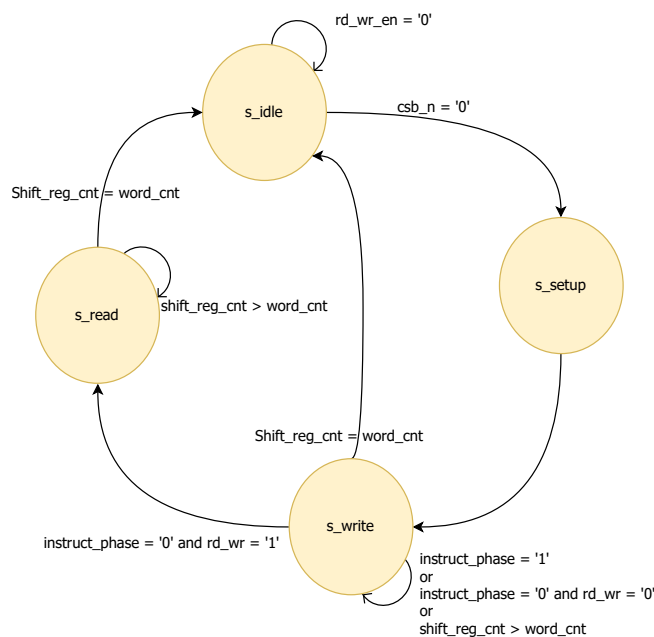 rd_wr_en = '0'
s_idle
csb_n = '0'
Shift_reg_cnt = word_cnt
s_setup
shift_reg_cnt > word_cnt
s_read
Shift_reg_cnt = word_cnt
s_write
instruct_phase = '0' and rd_wr = '1'
instruct_phase = '1'
or
instruct_phase = '0' and rd_wr = '0'
or
shift_reg_cnt > word_cnt